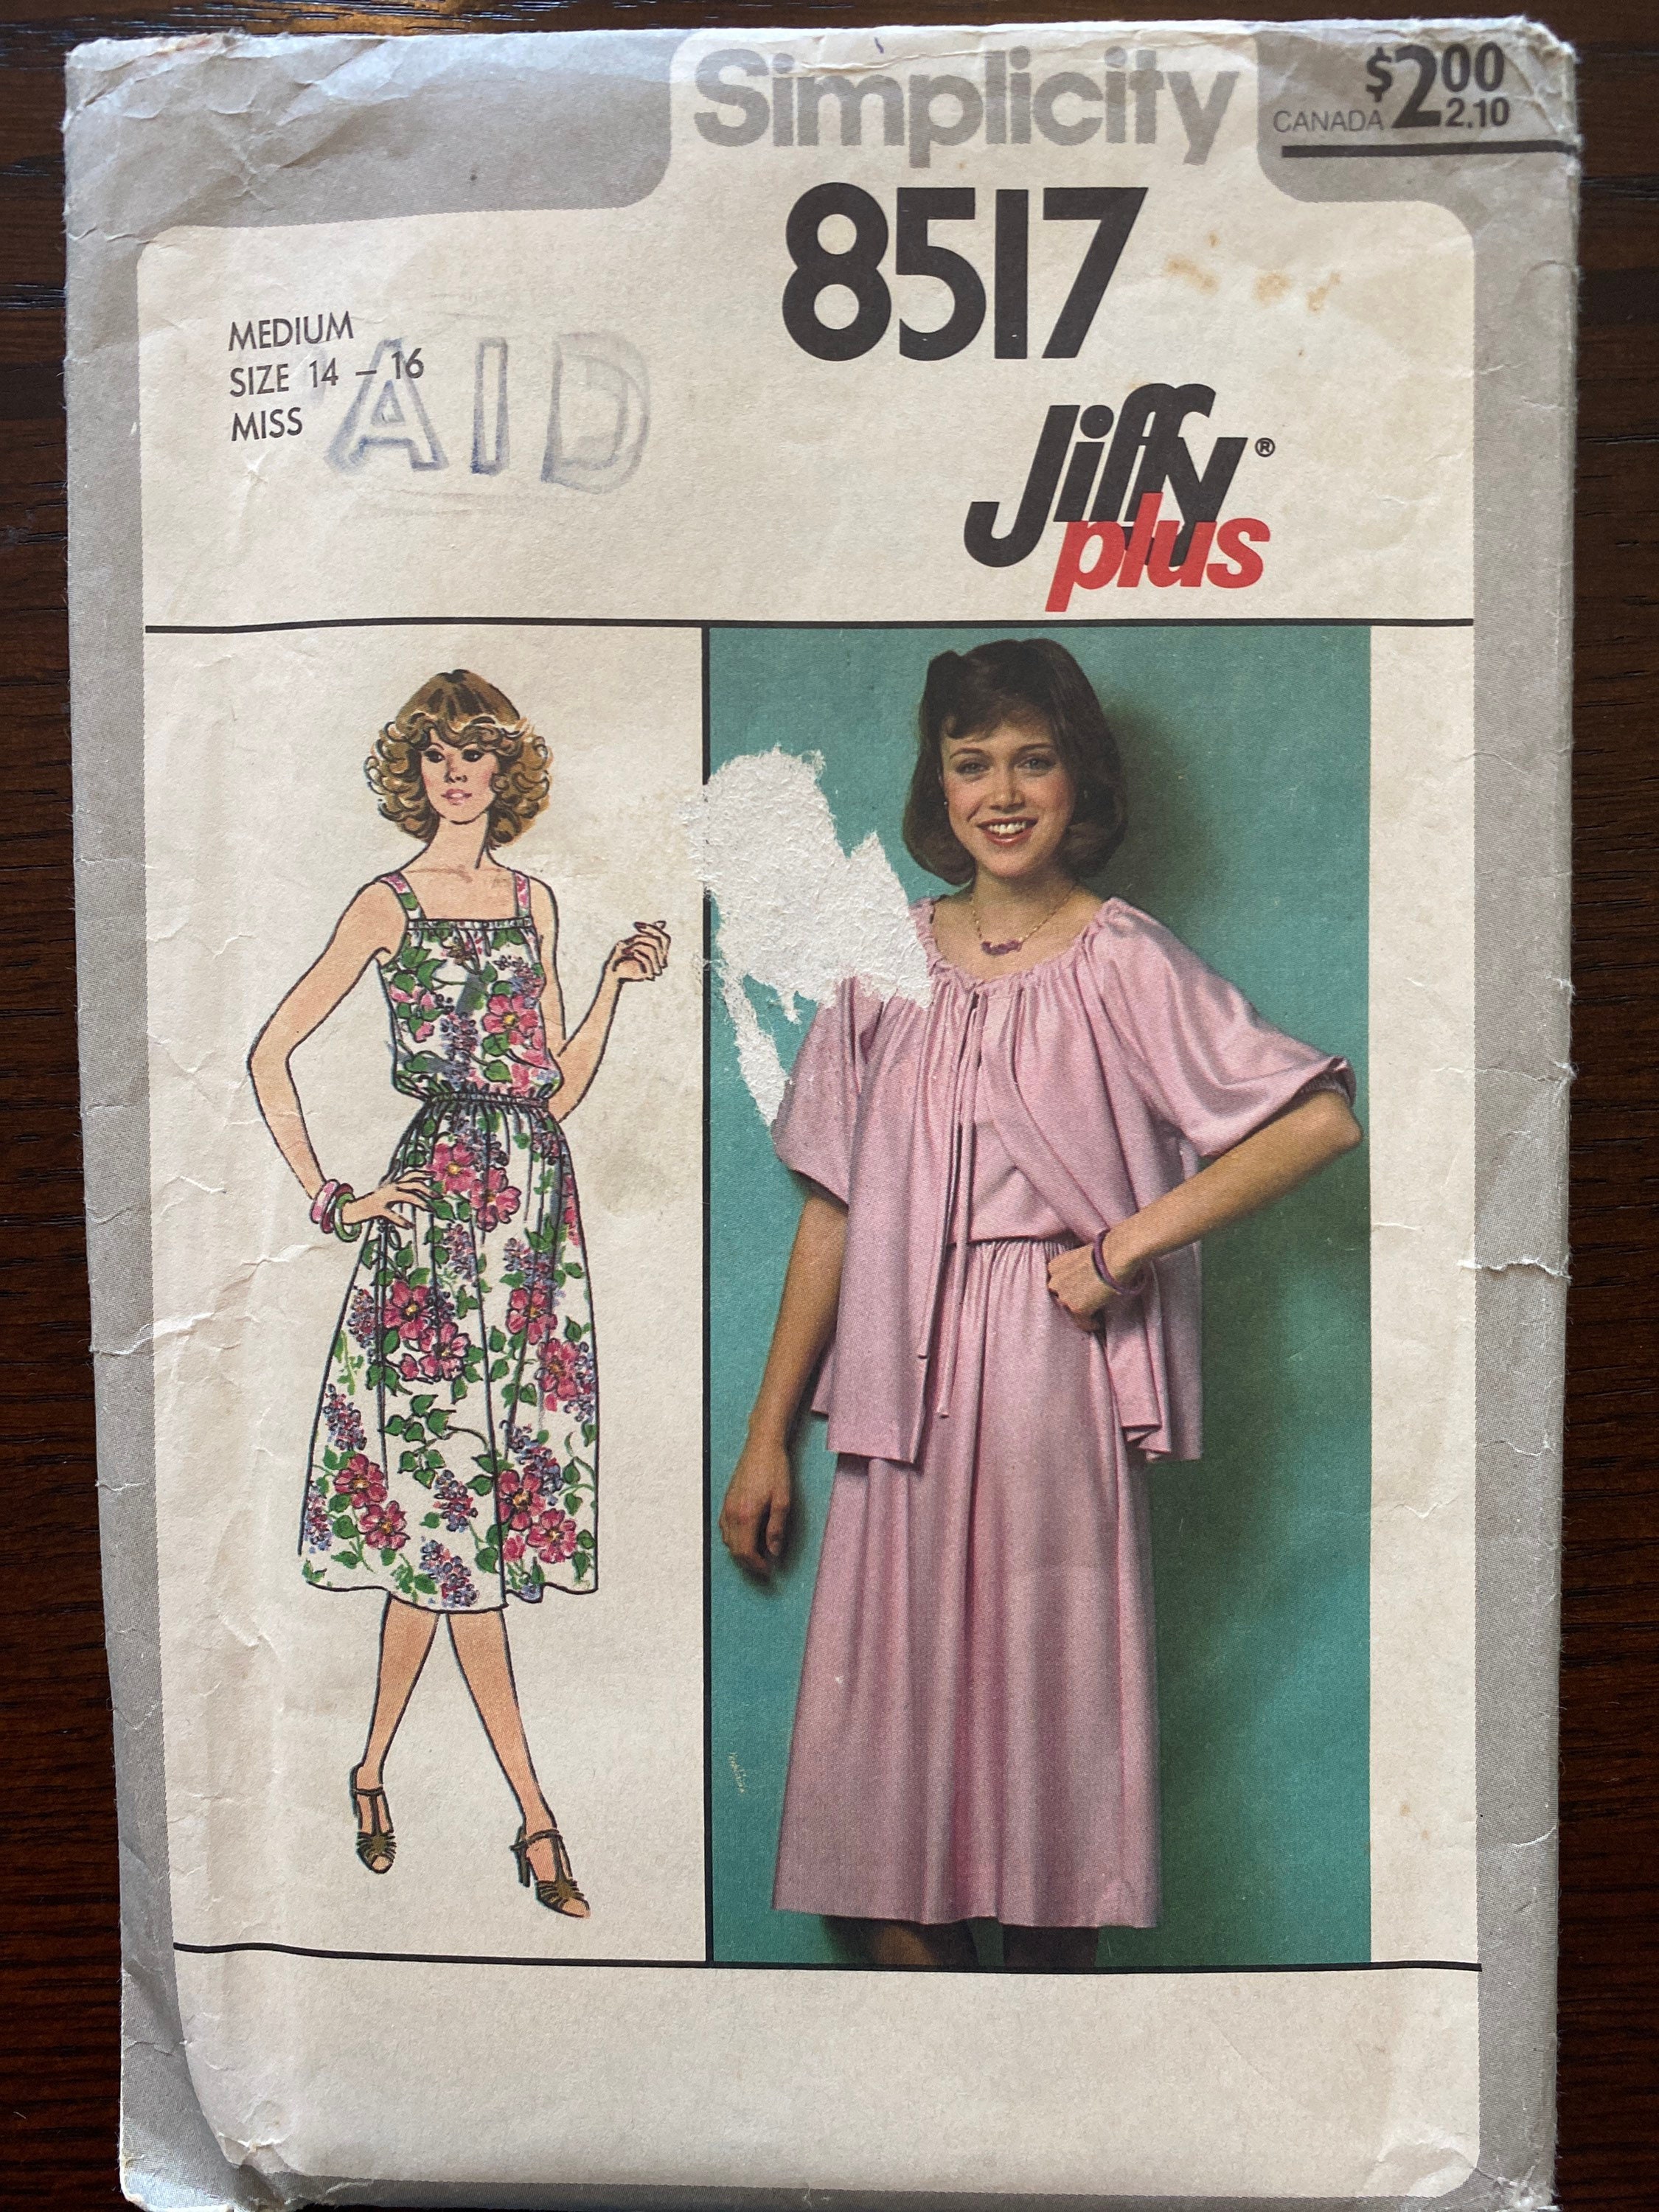 Simplicity
$2.00
CANADA 2.10
8517
MEDIUM
SIZE 14 – 16
MISS
AID
Jiffy®
plus